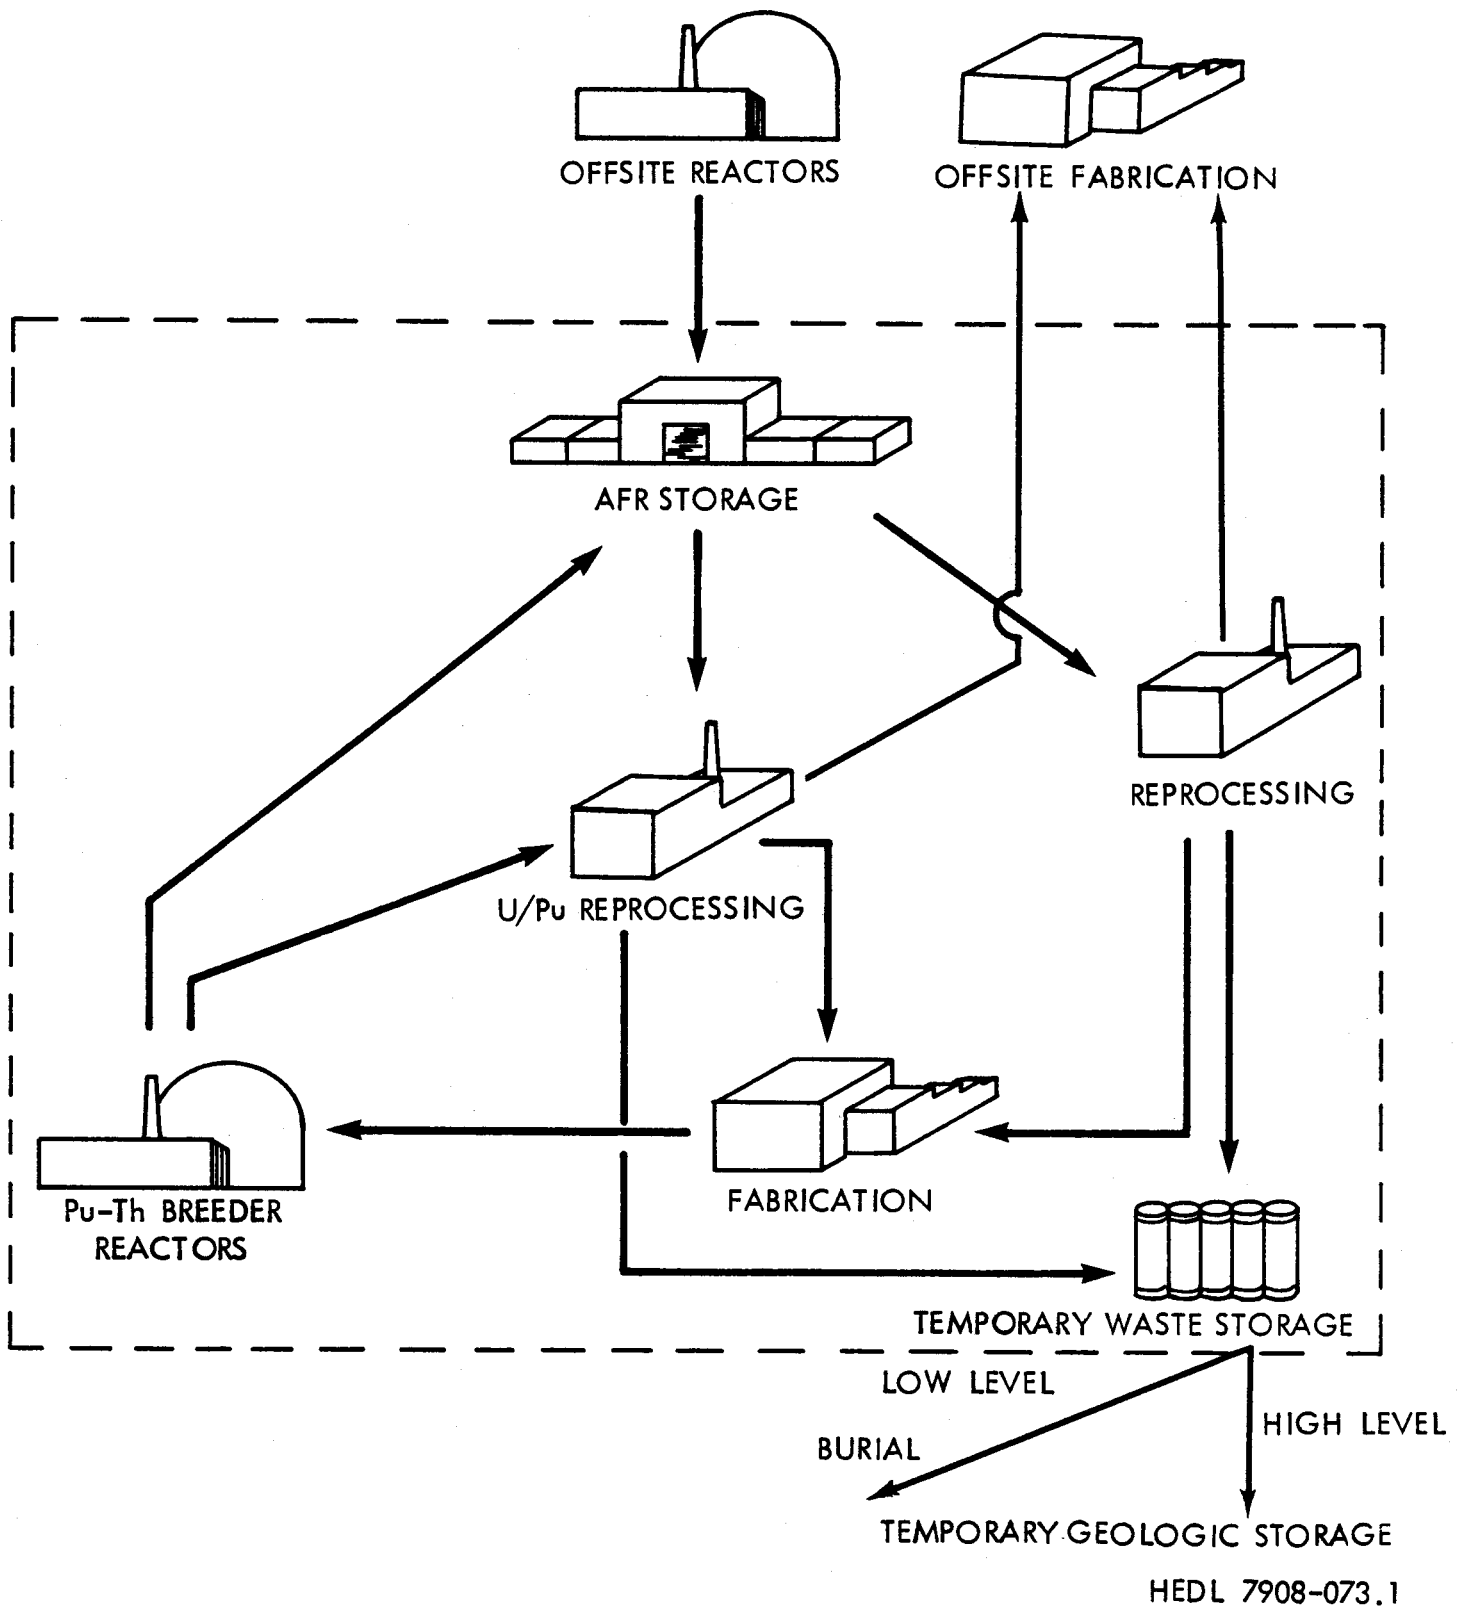 OFFSITE REACTORS
OFFSITE FABRICATION
AFR STORAGE
REPROCESSING
U/Pu REPROCESSING
FABRICATION
Pu-Th BREEDER
REACTORS
TEMPORARY WASTE STORAGE
LOW LEVEL
HIGH LEVEL
BURIAL
TEMPORARY GEOLOGIC STORAGE
HEDL 7908-073.1